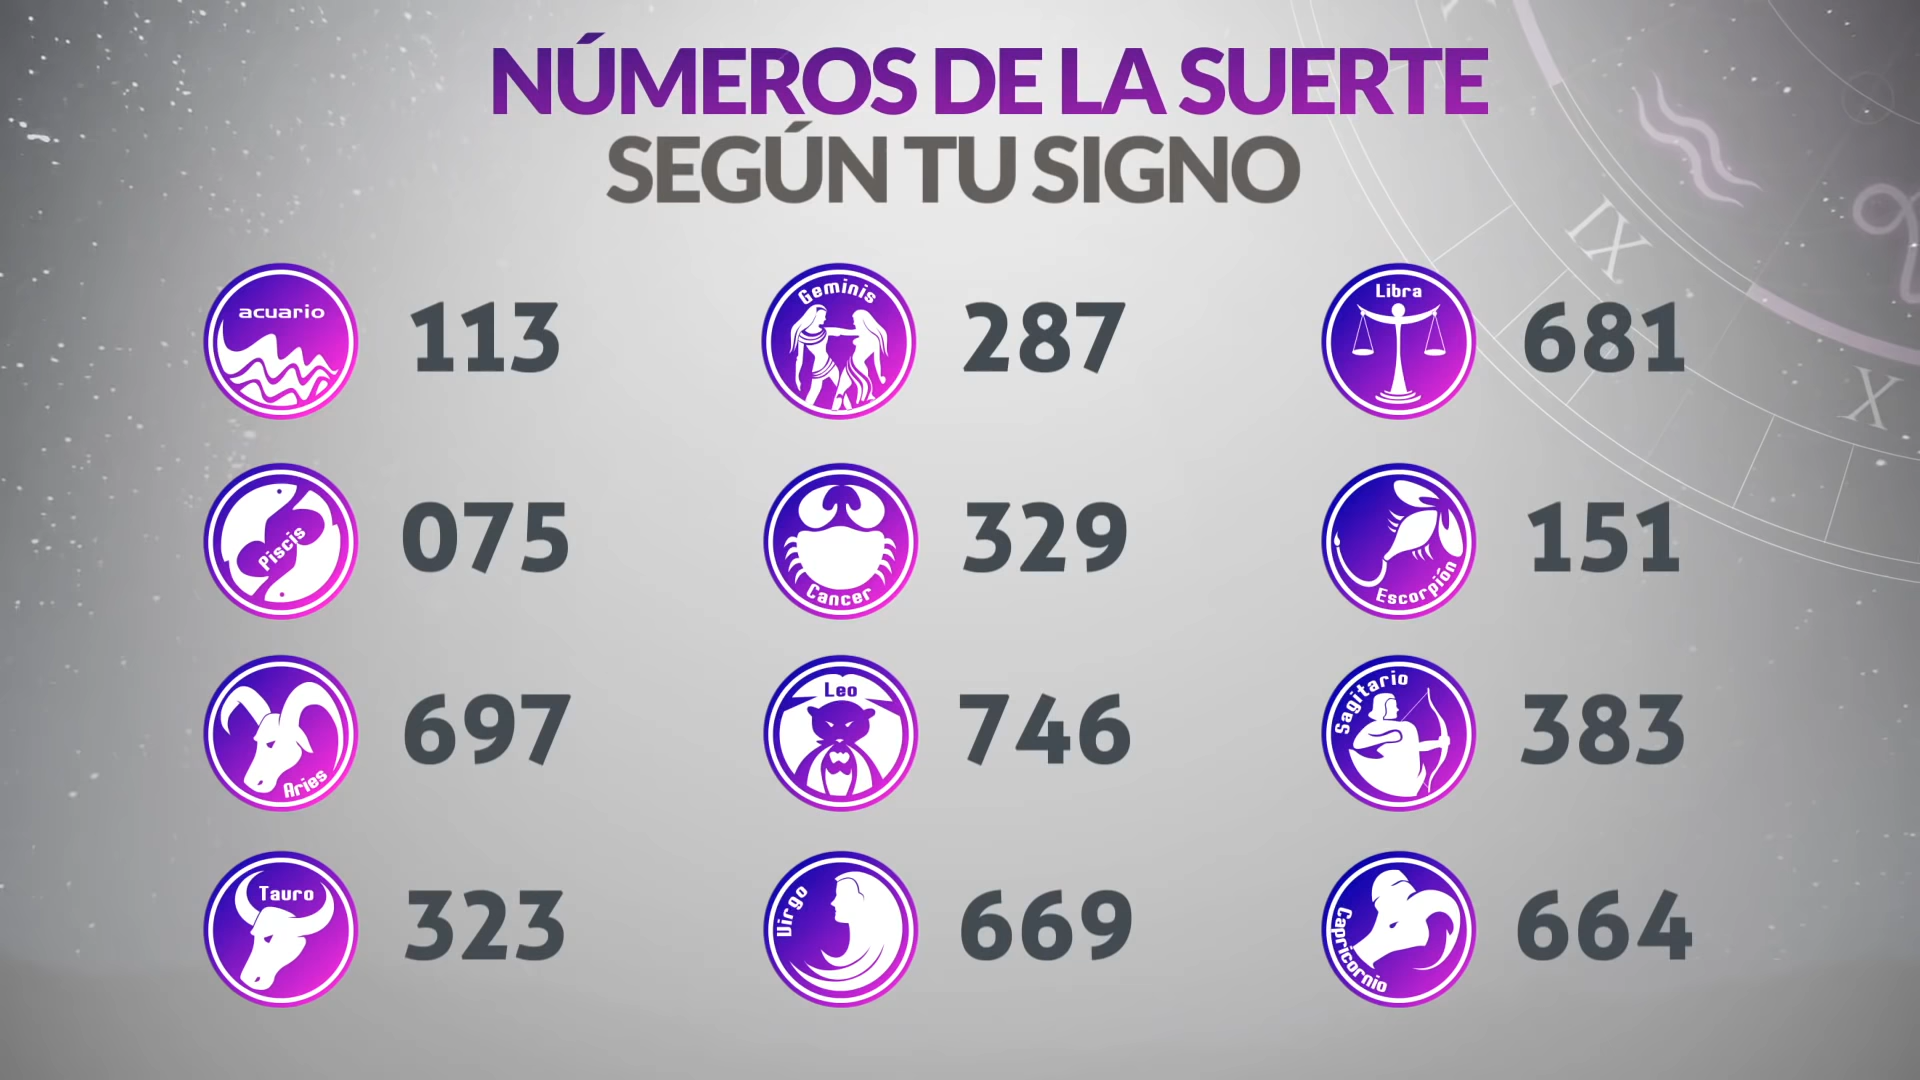 NÚMEROS DE LA SUERTE
SEGÚN TU SIGNO
acuario 113
Geminis 287
Libra 681
IX
X
Piscis 075
Cancer 329
Escorpión 151
Aries 697
Leo 746
Sagitario 383
Tauro 323
Virgo 669
Capricornio 664